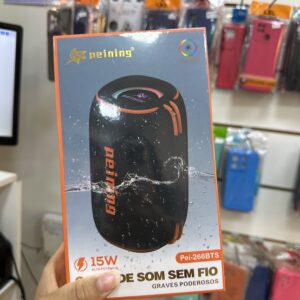 peining
peining
Pei-266BTS
15W
DE SOM SEM FIO
GRAVES PODEROSOS